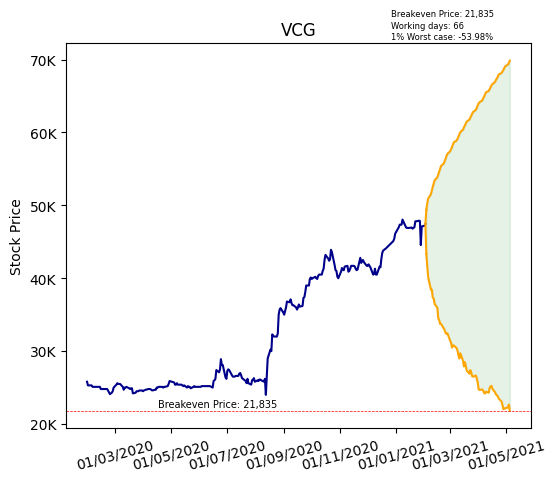 Breakeven Price: 21,835
Working days: 66
1% Worst case: -53.98%
VCG
70K
60K
50K
40K
30K
20K
Stock Price
Breakeven Price: 21,835
01/03/2020
01/05/2020
01/07/2020
01/09/2020
01/11/2020
01/01/2021
01/03/2021
01/05/2021